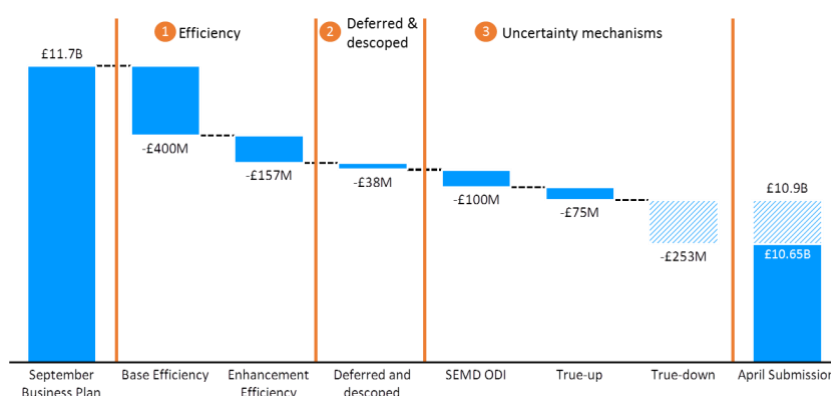 1 Efficiency
2 Deferred &
descoped
3 Uncertainty mechanisms
£11.7B
-£400M
-£157M
-£38M
-£100M
-£75M
-£253M
£10.9B
£10.65B
September
Business Plan
Base Efficiency
Enhancement
Efficiency
Deferred and
descoped
SEMD ODI
True-up
True-down
April Submission